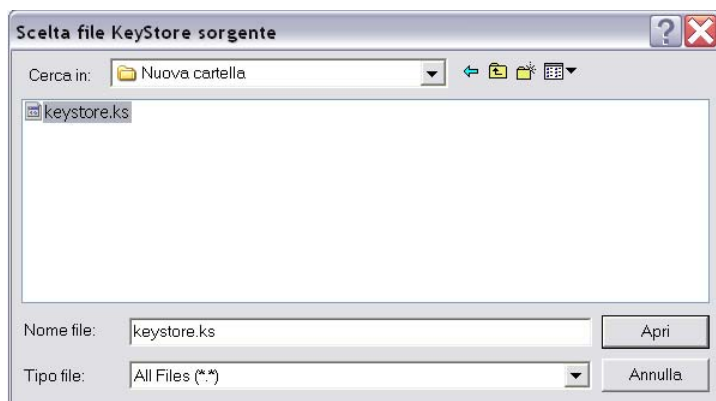 Scelta file KeyStore sorgente
Cerca in: Nuova cartella
keystore.ks
Nome file: keystore.ks Apri
Tipo file: All Files (*.*) Annulla